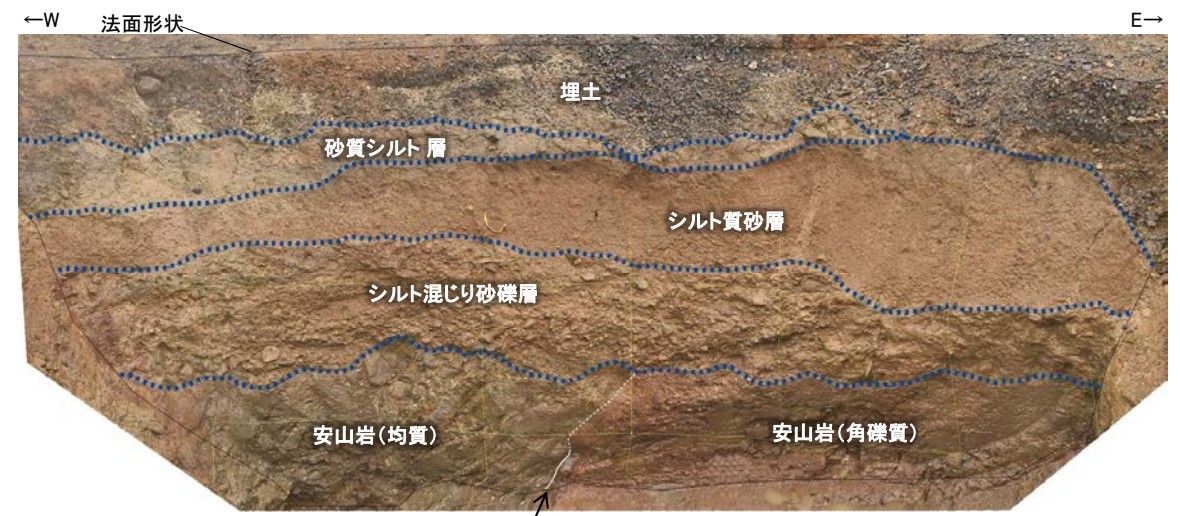 ←W
法面形状
E→
埋土
砂質シルト 層
シルト質砂層
シルト混じり砂礫層
安山岩(均質)
安山岩(角礫質)